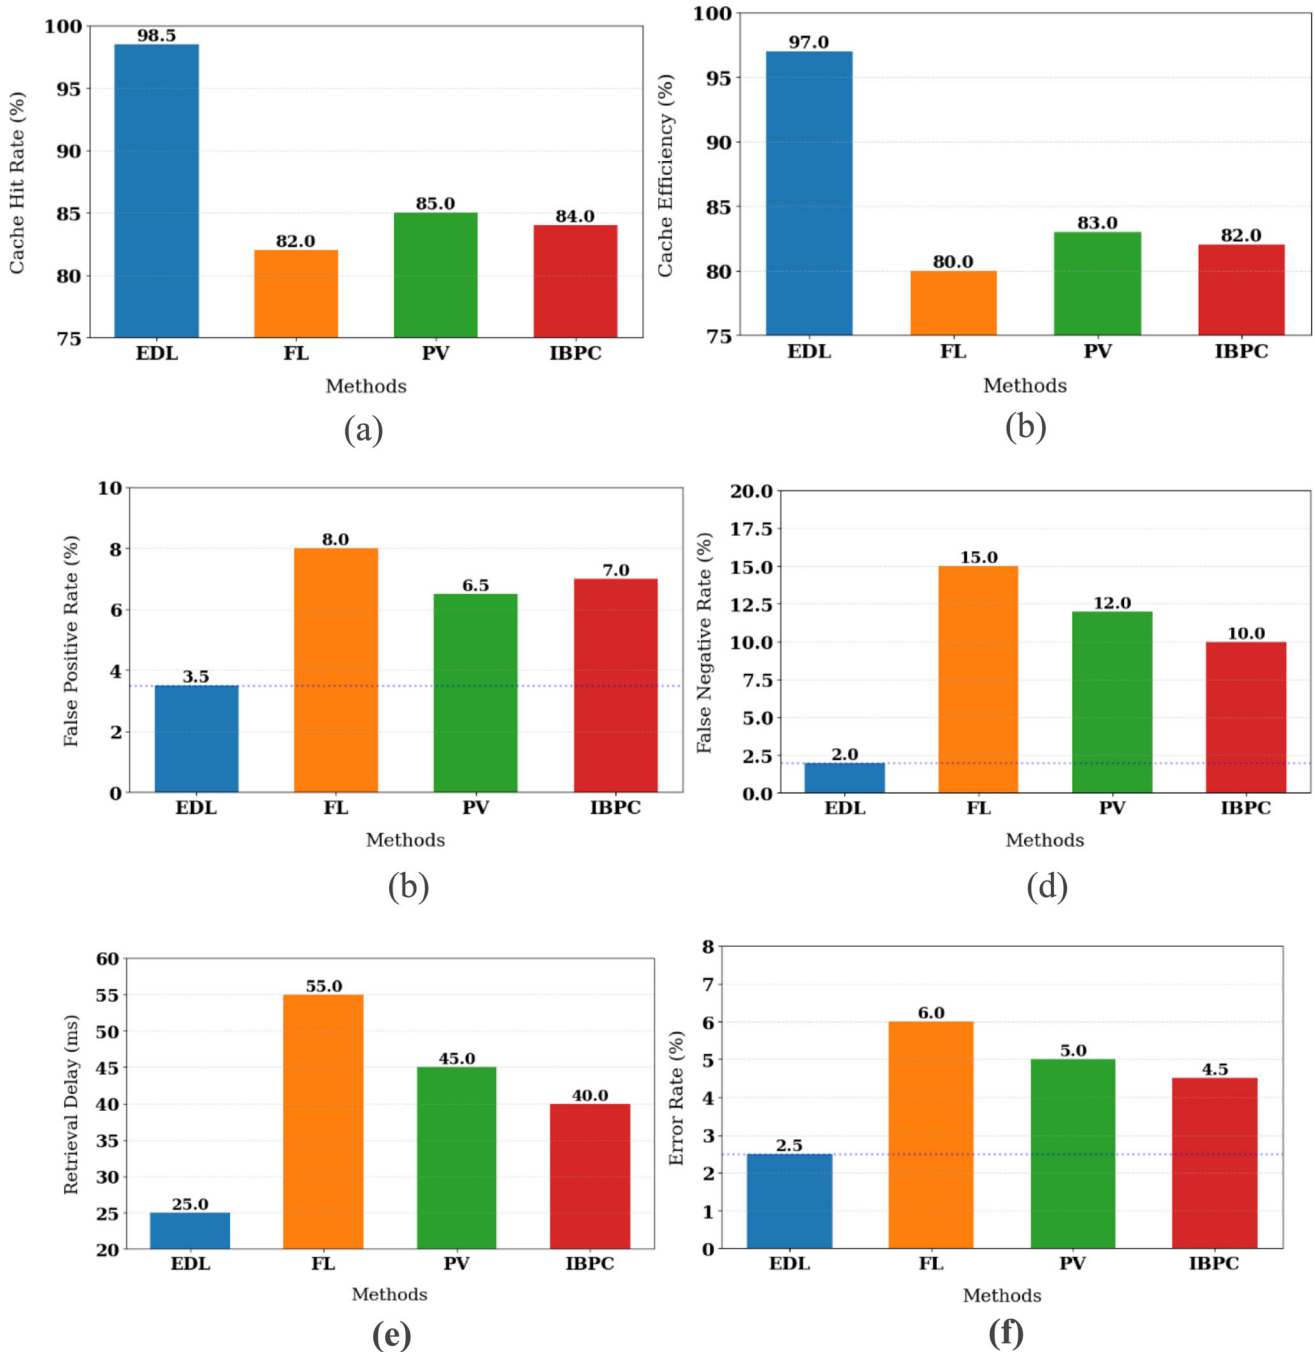 100
98.5
95
90
85
80
75
85.0
84.0
82.0
Cache Hit Rate (%)
EDL FL PV IBPC
Methods
(a)
100
97.0
95
90
85
80
75
83.0
82.0
80.0
Cache Efficiency (%)
EDL FL PV IBPC
Methods
(b)
10
8
6
4
2
0
8.0
7.0
6.5
3.5
False Positive Rate (%)
EDL FL PV IBPC
Methods
(b)
20.0
17.5
15.0
12.5
10.0
7.5
5.0
2.5
0.0
15.0
12.0
10.0
2.0
False Negative Rate (%)
EDL FL PV IBPC
Methods
(d)
60
55
50
45
40
35
30
25
20
55.0
45.0
40.0
25.0
Retrieval Delay (ms)
EDL FL PV IBPC
Methods
(e)
8
7
6
5
4
3
2
1
0
6.0
5.0
4.5
2.5
Error Rate (%)
EDL FL PV IBPC
Methods
(f)